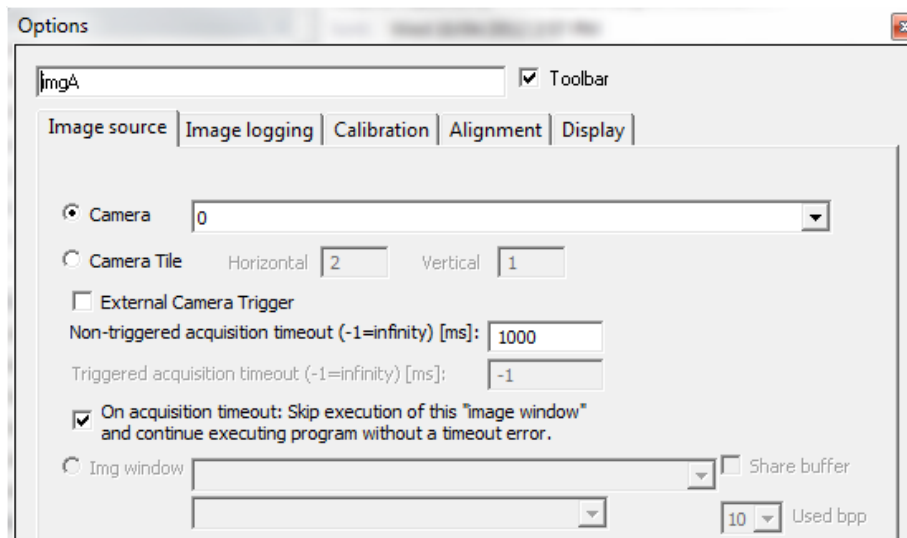 Options
imgA Toolbar
Image source Image logging Calibration Alignment Display
Camera 0
Camera Tile Horizontal 2 Vertical 1
External Camera Trigger
Non-triggered acquisition timeout (-1=infinity) [ms]: 1000
Triggered acquisition timeout (-1=infinity) [ms]: -1
On acquisition timeout: Skip execution of this "image window"
and continue executing program without a timeout error.
Img window Share buffer
10 Used bpp